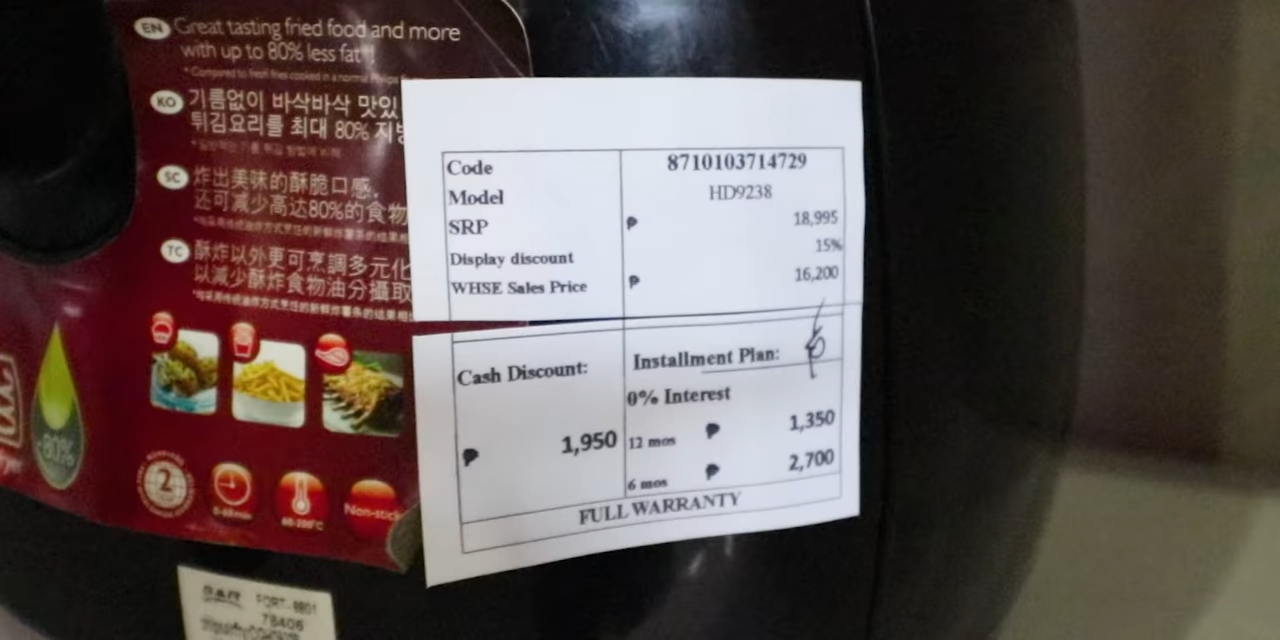 EN Great tasting fried food and more
with up to 80% less fat*!
KO 기름없이 바삭바삭 맛있
튀김요리를 최대 80% 지방
SC 炸出美味的酥脆口感,
还可减少高达80%的食物
TC 酥炸以外更可烹調多元化
以減少酥炸食物油分攝取
-80%
2
Non-stick
Code 8710103714729
Model HD9238
SRP ₱ 18,995
Display discount 15%
WHSE Sales Price ₱ 16,200
Cash Discount: Installment Plan:
0% Interest
₱ 1,950 12 mos ₱ 1,350
6 mos ₱ 2,700
FULL WARRANTY
78406